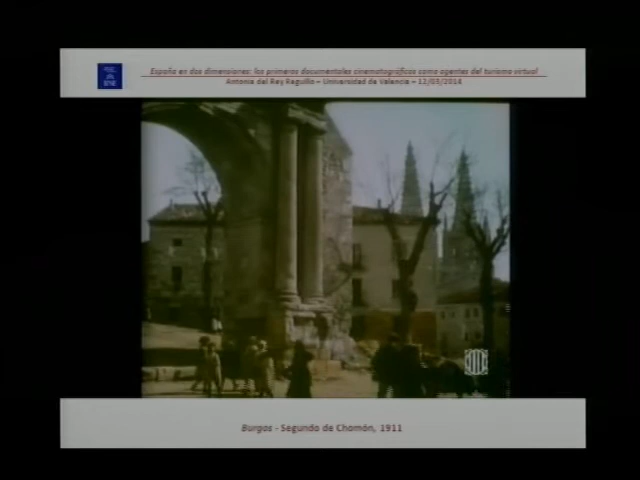 España en dos dimensiones: los primeros documentales cinematográficos como agentes del turismo virtual
Antonia del Rey Reguillo – Universidad de Valencia – 12/03/2014
Burgos - Segundo de Chomón, 1911